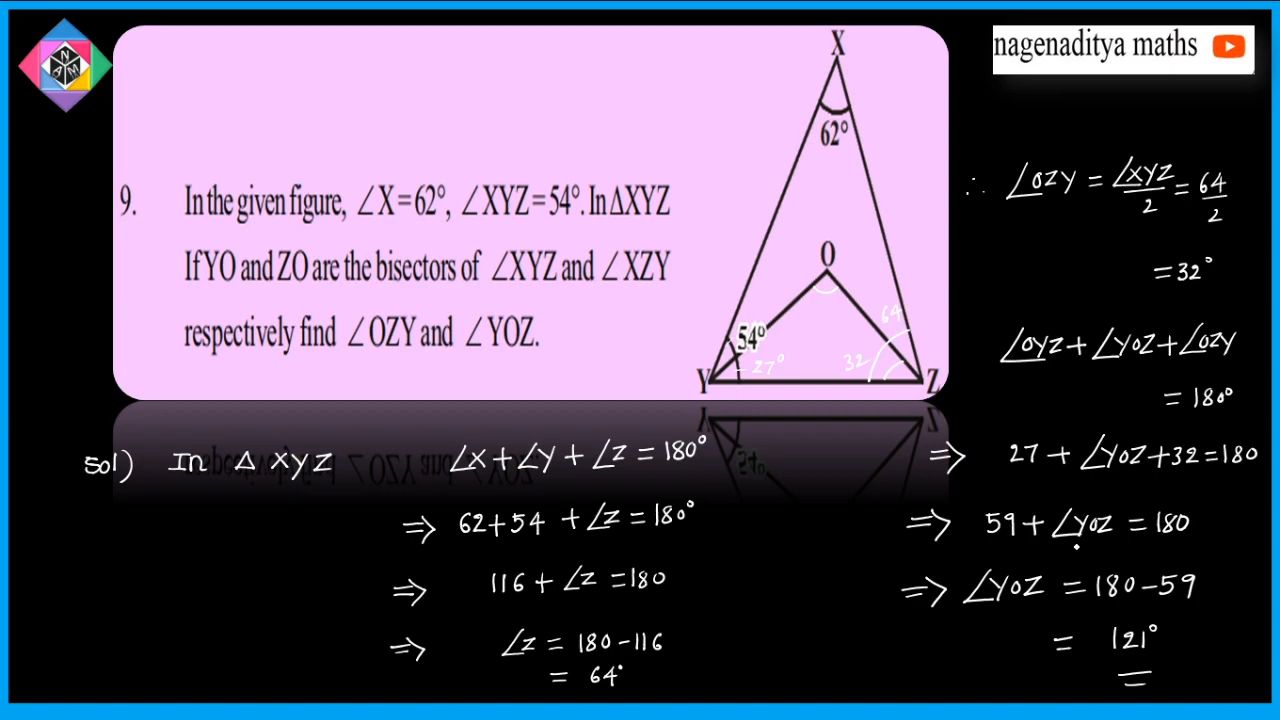 N
A M
nagenaditya maths
9. In the given figure, ∠X=62°, ∠XYZ=54°. In ΔXYZ
If YO and ZO are the bisectors of ∠XYZ and ∠XZY
respectively find ∠OZY and ∠YOZ.
X
62°
O
54°
27°
64
32
Y
Z
Sol) In Δ XYZ ∠X+∠Y+∠Z=180°
⇒ 62+54 +∠Z=180°
⇒ 116+∠Z=180
⇒ ∠Z = 180-116
= 64°
∴ ∠OZY = ∠XYZ/2 = 64/2
=32°
∠OYZ+∠YOZ+∠OZY
= 180°
⇒ 27+∠YOZ+32=180
⇒ 59+∠YOZ=180
⇒ ∠YOZ = 180-59
= 121°